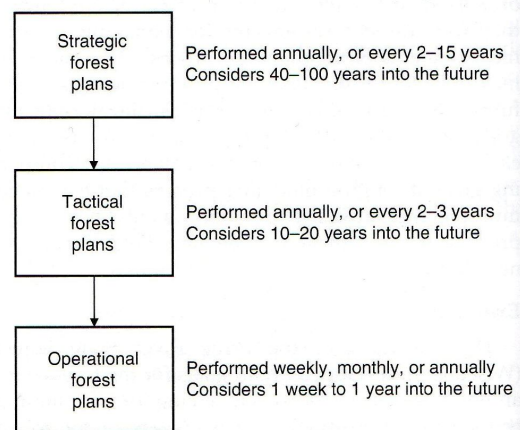 Strategic
forest
plans
Performed annually, or every 2–15 years
Considers 40–100 years into the future
Tactical
forest
plans
Performed annually, or every 2–3 years
Considers 10–20 years into the future
Operational
forest
plans
Performed weekly, monthly, or annually
Considers 1 week to 1 year into the future